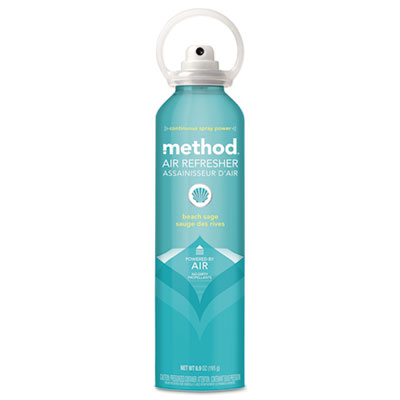 continuous spray power
method
AIR REFRESHER
ASSAINISSEUR D'AIR
beach sage
sauge des rives
POWERED BY
AIR
NET WT 6.9 OZ (195 g)